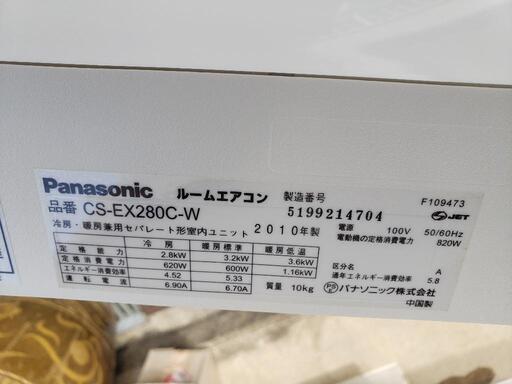 Panasonic ルームエアコン 製造番号 F109473
品番 CS-EX280C-W 5199214704 JET
冷房・暖房兼用セパレート形室内ユニット 2010年製 電源 100V 50/60Hz
電動機の定格消費電力 820W
冷房 暖房標準 暖房低温
定格能力 2.8kW 3.2kW 3.6kW
定格消費電力 620W 600W 1.16kW
エネルギー消費効率 4.52 5.33
運転電流 6.90A 6.70A
区分名 A
通年エネルギー消費効率 5.8
質量 10kg PSE パナソニック株式会社
中国製